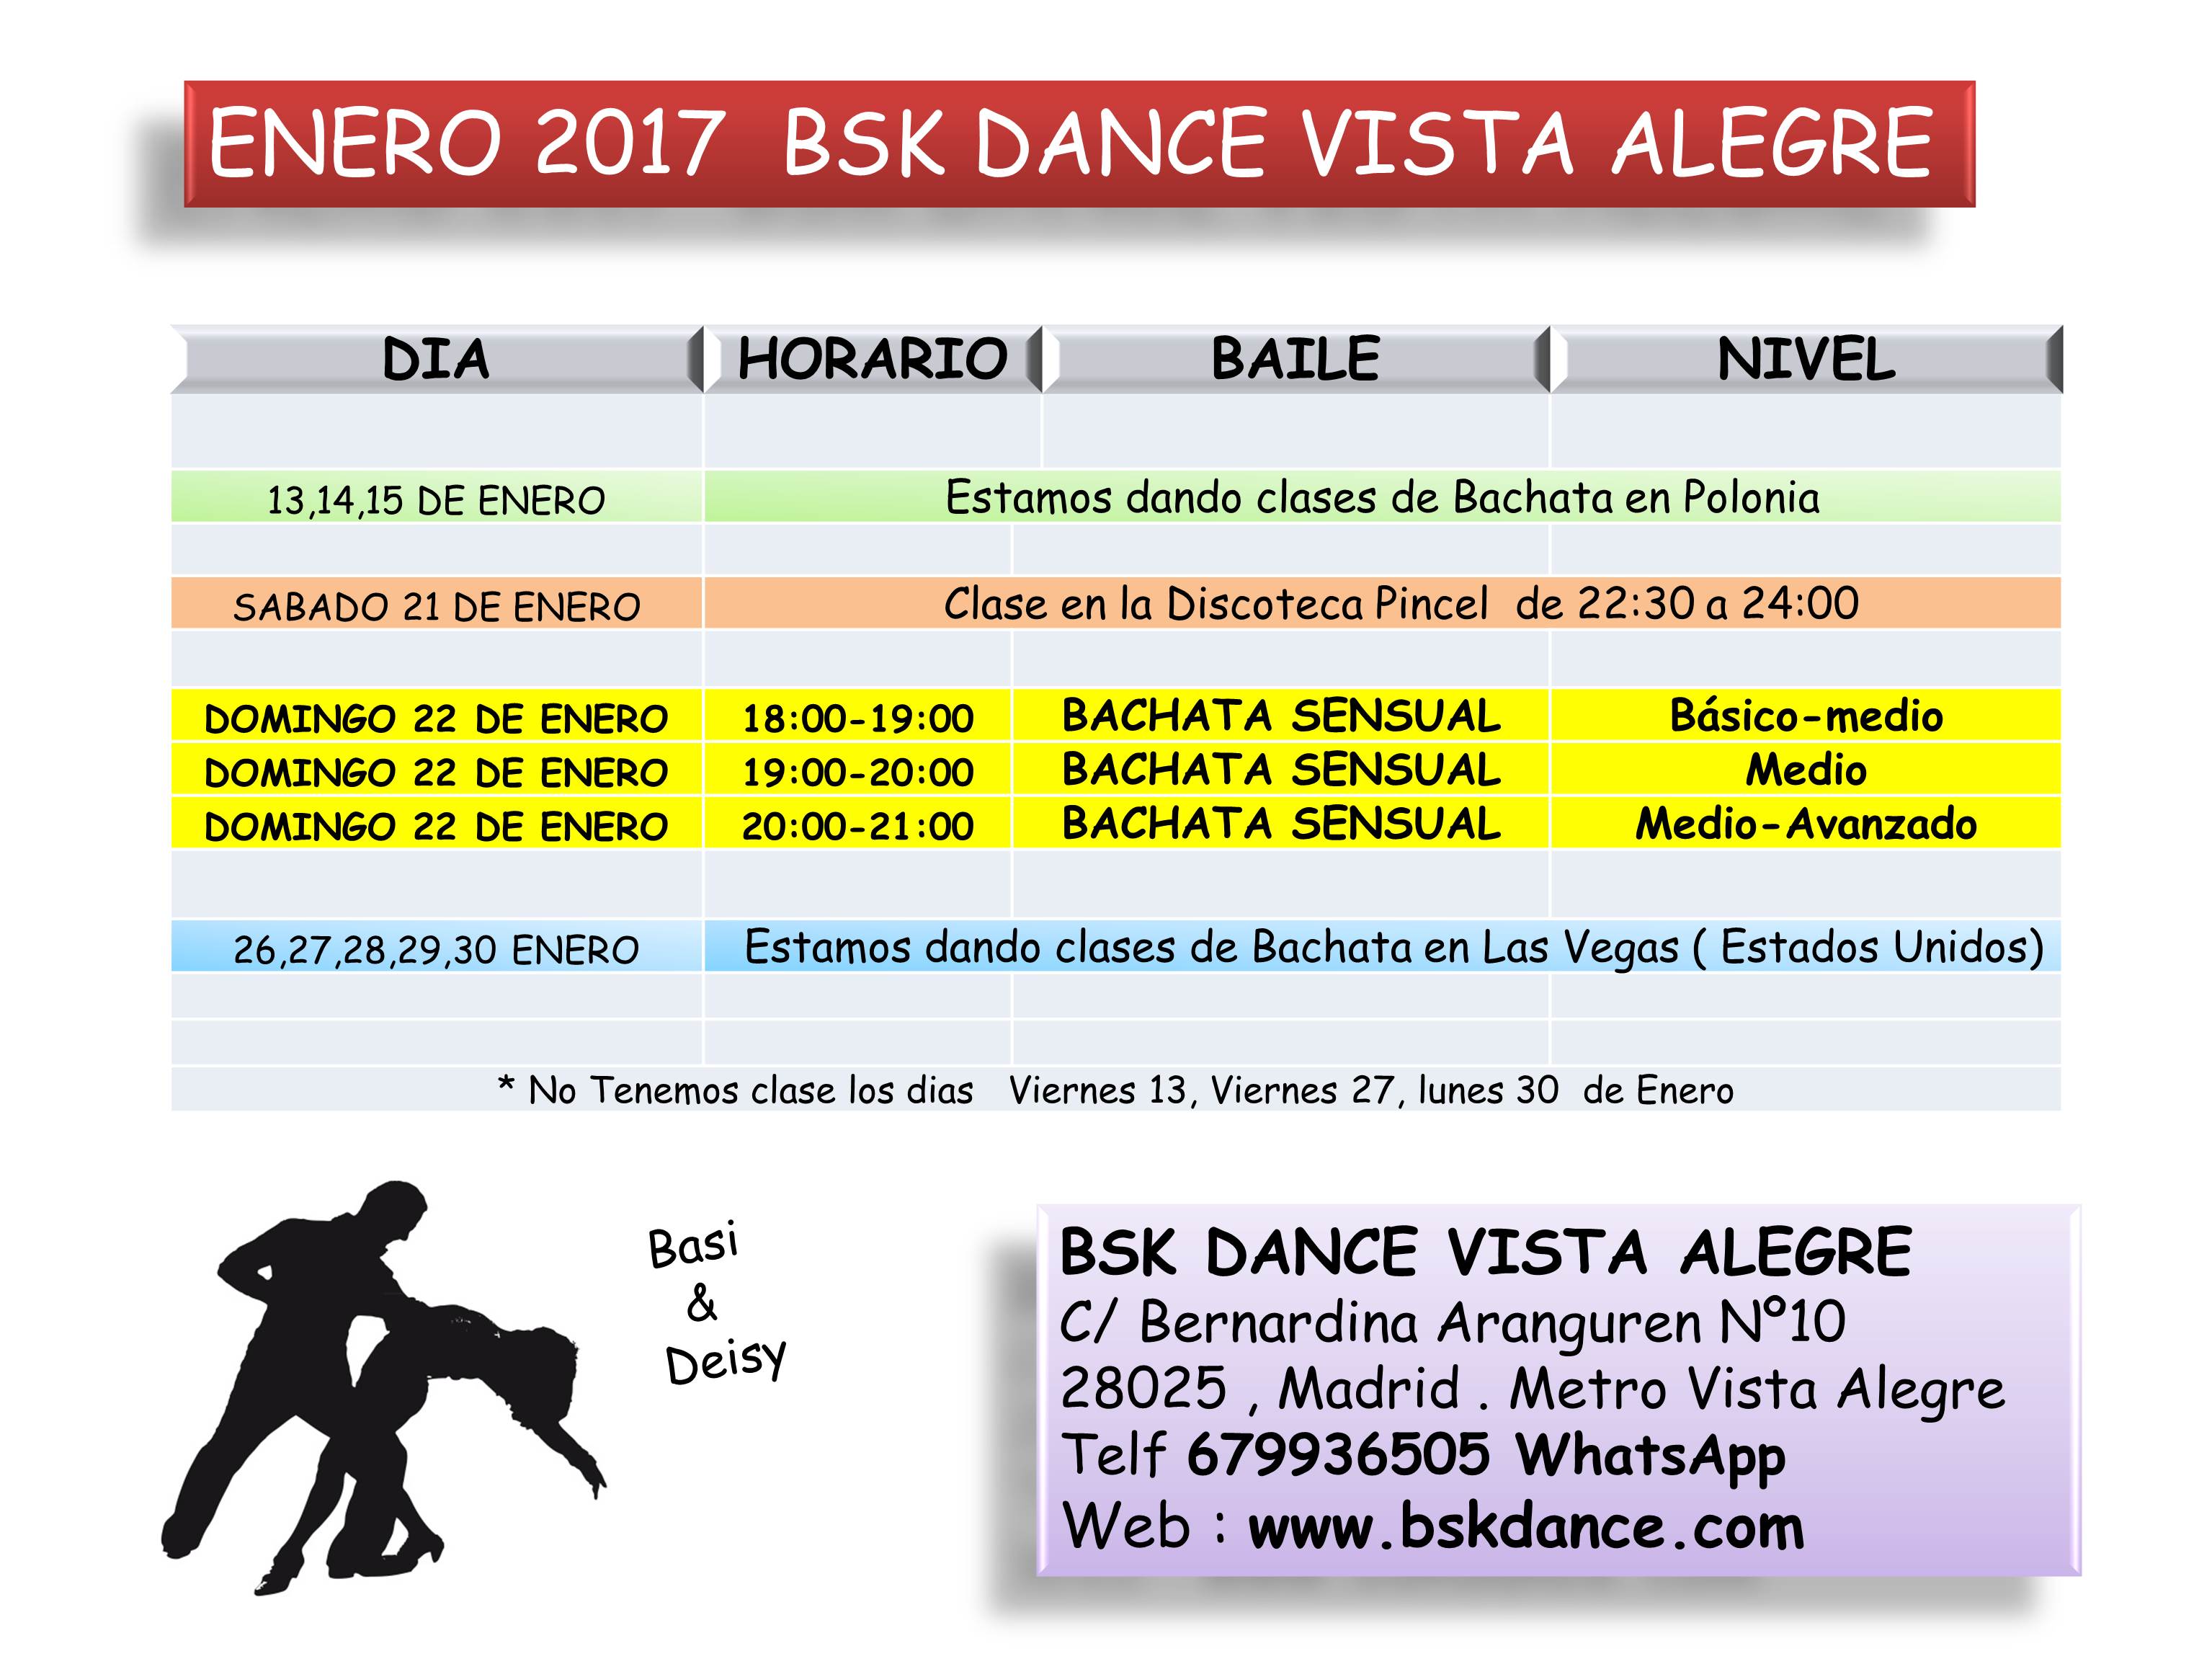 ENERO 2017 BSK DANCE VISTA ALEGRE
DIA HORARIO BAILE NIVEL
13,14,15 DE ENERO Estamos dando clases de Bachata en Polonia
SABADO 21 DE ENERO Clase en la Discoteca Pincel de 22:30 a 24:00
DOMINGO 22 DE ENERO 18:00-19:00 BACHATA SENSUAL Básico-medio
DOMINGO 22 DE ENERO 19:00-20:00 BACHATA SENSUAL Medio
DOMINGO 22 DE ENERO 20:00-21:00 BACHATA SENSUAL Medio-Avanzado
26,27,28,29,30 ENERO Estamos dando clases de Bachata en Las Vegas ( Estados Unidos)
* No Tenemos clase los dias Viernes 13, Viernes 27, lunes 30 de Enero
Basi
&
Deisy
BSK DANCE VISTA ALEGRE
C/ Bernardina Aranguren Nº10
28025 , Madrid . Metro Vista Alegre
Telf 679936505 WhatsApp
Web : www.bskdance.com